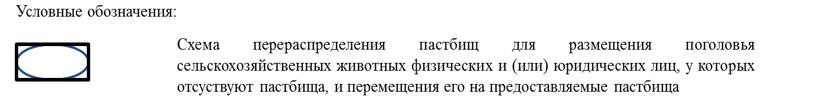 Условные обозначения:
Схема перераспределения пастбищ для размещения поголовья
сельскохозяйственных животных физических и (или) юридических лиц, у которых
отсуствуют пастбища, и перемещения его на предоставляемые пастбища